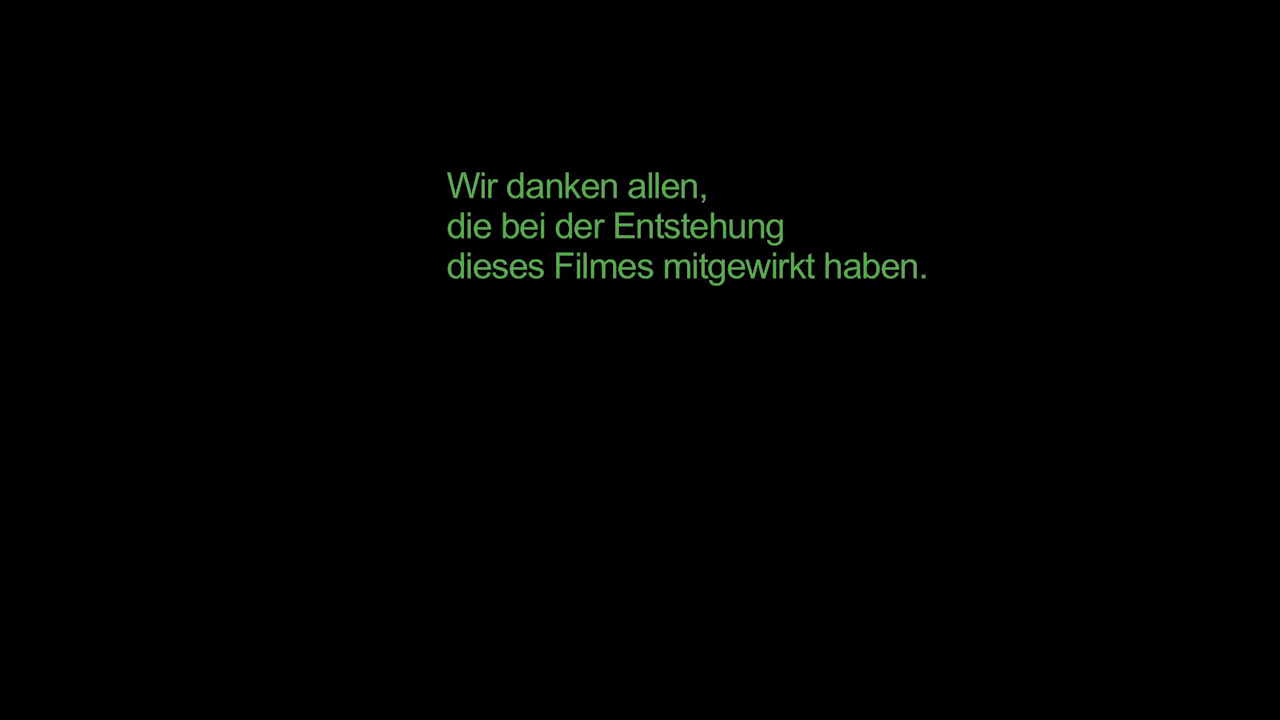 Wir danken allen,
die bei der Entstehung
dieses Filmes mitgewirkt haben.